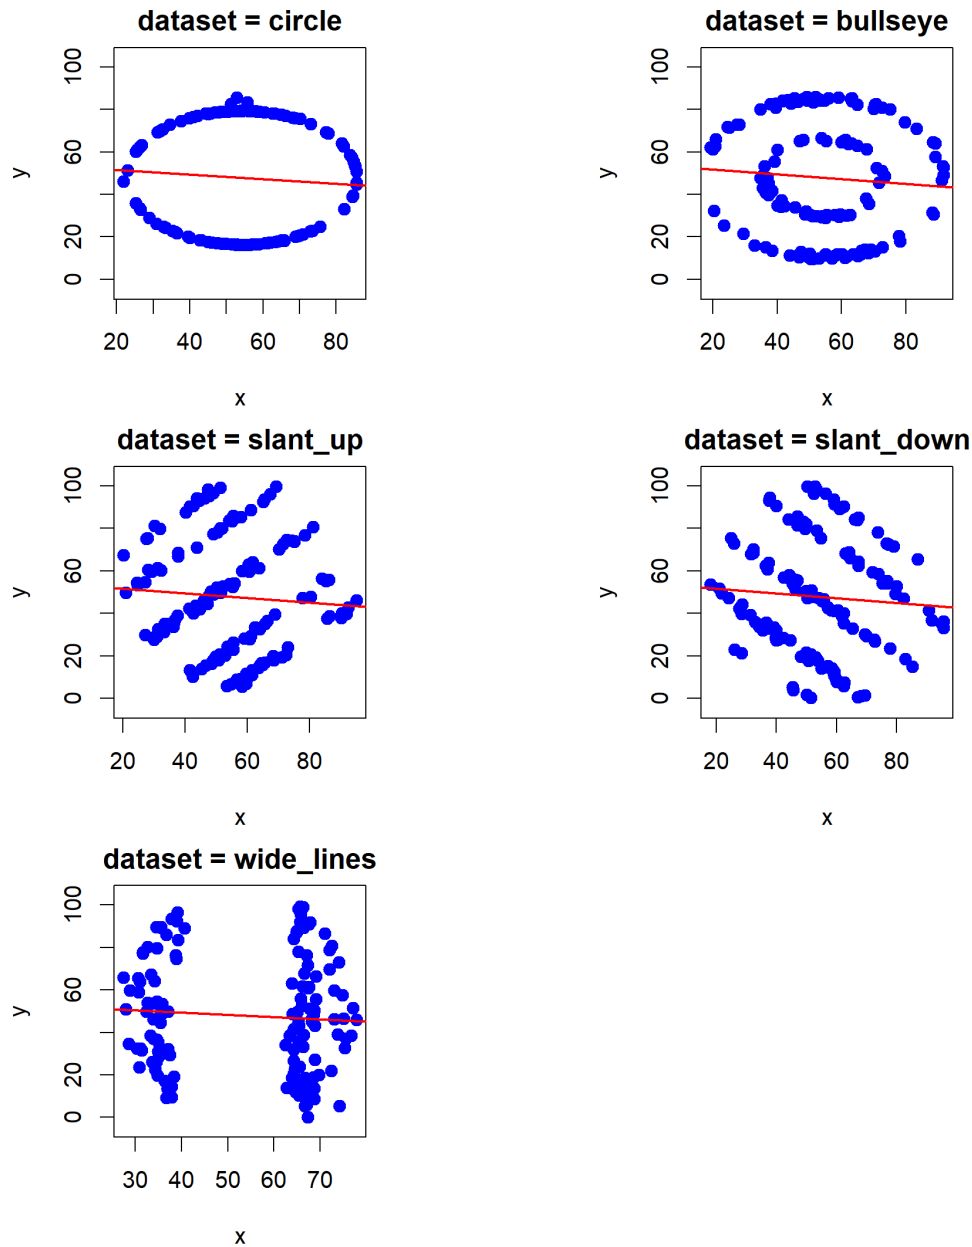 dataset = circle
100
60
20
0
y
20 40 60 80
x
dataset = bullseye
100
60
20
0
y
20 40 60 80
x
dataset = slant_up
100
60
20
0
y
20 40 60 80
x
dataset = slant_down
100
60
20
0
y
20 40 60 80
x
dataset = wide_lines
100
60
20
0
y
30 40 50 60 70
x